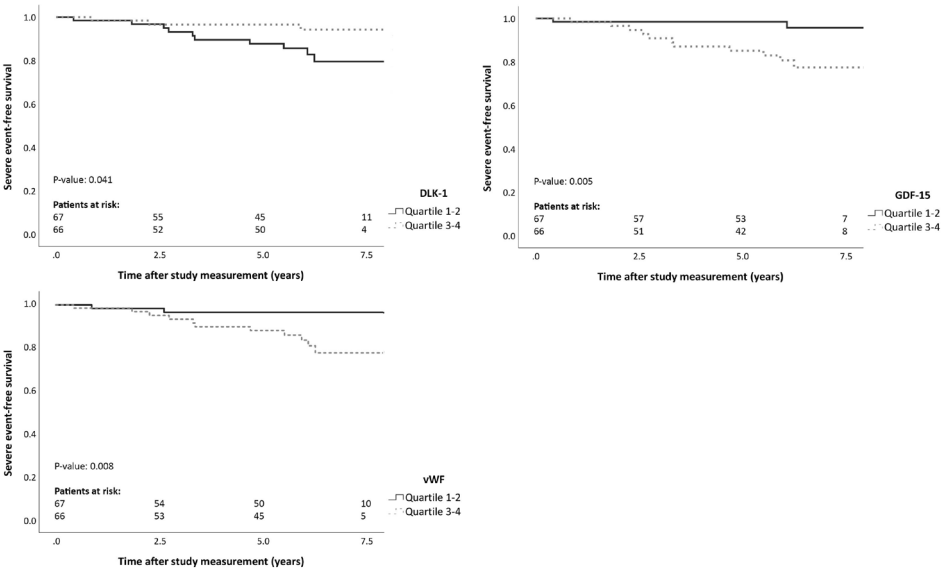 1.0
0.8
0.6
0.4
0.2
0.0
Severe event-free survival
P-value: 0.041
Patients at risk:
67 55 45 11
66 52 50 4
.0 2.5 5.0 7.5
Time after study measurement (years)
DLK-1
Quartile 1-2
Quartile 3-4
1.0
0.8
0.6
0.4
0.2
0.0
Severe event-free survival
P-value: 0.005
Patients at risk:
67 57 53 7
66 51 42 8
.0 2.5 5.0 7.5
Time after study measurement (years)
GDF-15
Quartile 1-2
Quartile 3-4
1.0
0.8
0.6
0.4
0.2
0.0
Severe event-free survival
P-value: 0.008
Patients at risk:
67 54 50 10
66 53 45 5
.0 2.5 5.0 7.5
Time after study measurement (years)
vWF
Quartile 1-2
Quartile 3-4